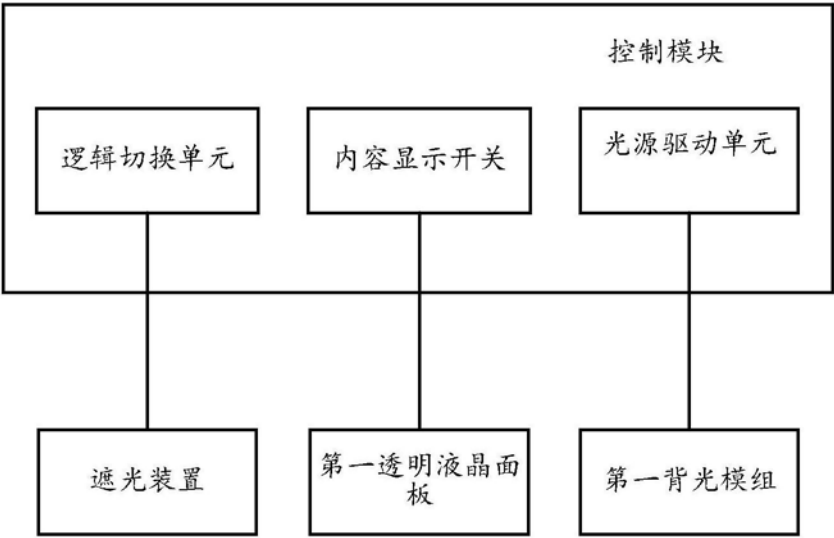 控制模块
逻辑切换单元
内容显示开关
光源驱动单元
遮光装置
第一透明液晶面
板
第一背光模组